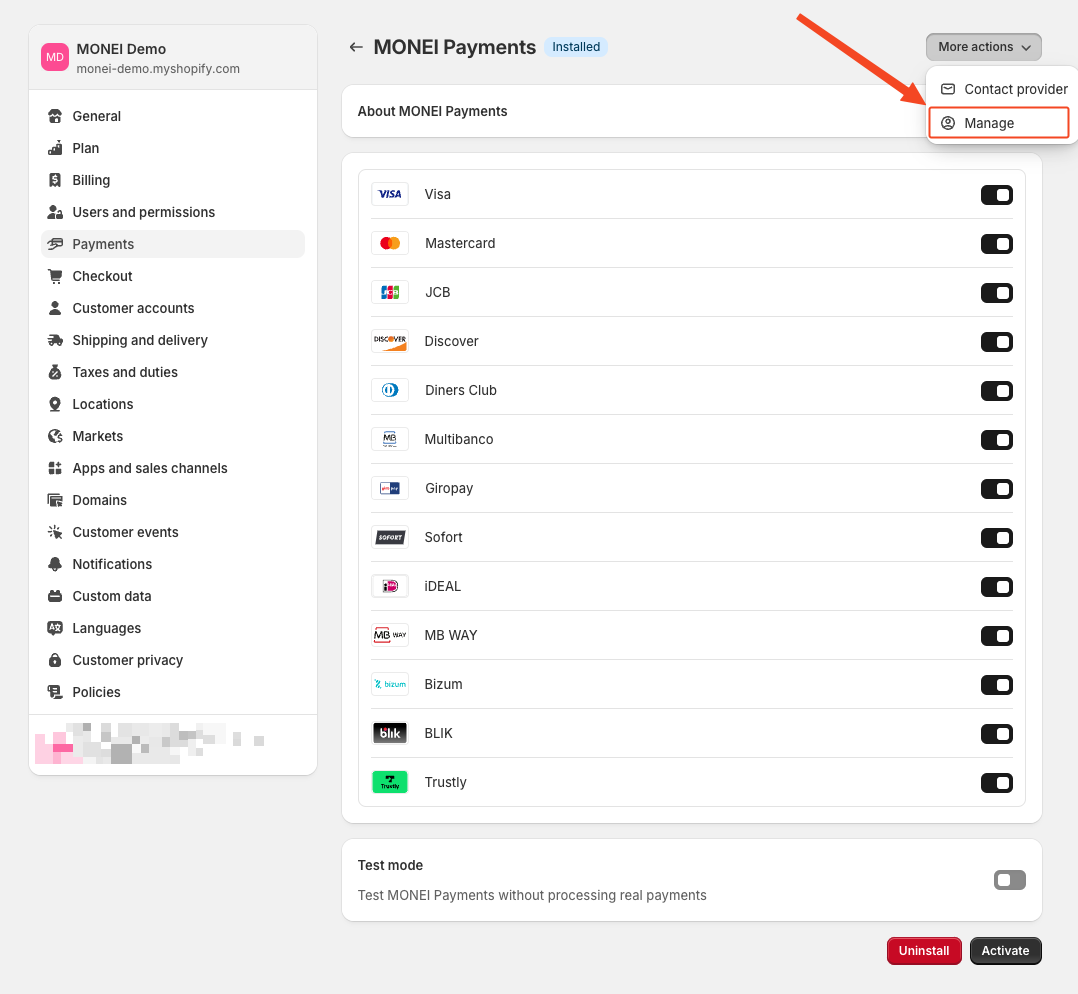 MD
MONEI Demo
monei-demo.myshopify.com
General
Plan
Billing
Users and permissions
Payments
Checkout
Customer accounts
Shipping and delivery
Taxes and duties
Locations
Markets
Apps and sales channels
Domains
Customer events
Notifications
Custom data
Languages
Customer privacy
Policies
MONEI Payments
Installed
More actions
Contact provider
Manage
About MONEI Payments
VISA Visa
Mastercard
JCB JCB
DISCOVER Discover
Diners Club
MB Multibanco
Giropay
SOFORT Sofort
iDEAL
MB WAY MB WAY
bizum Bizum
blik BLIK
Trustly Trustly
Test mode
Test MONEI Payments without processing real payments
Uninstall
Activate